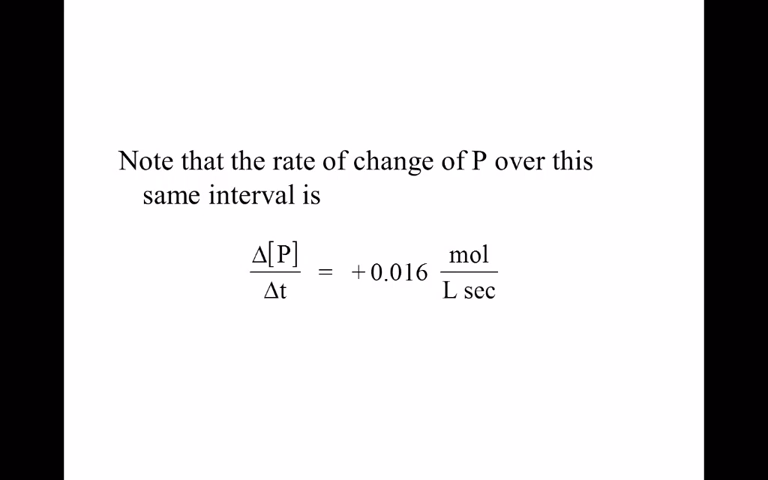 Note that the rate of change of P over this
same interval is
Δ[P]/Δt = +0.016 mol/L sec